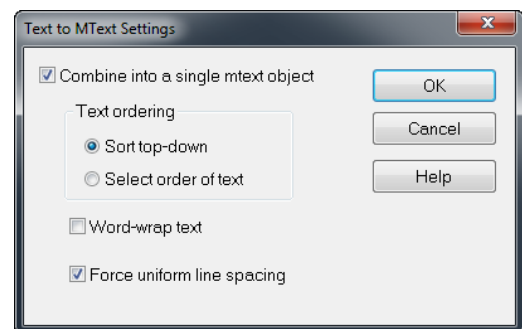 Text to MText Settings
Combine into a single mtext object
Text ordering
Sort top-down
Select order of text
Word-wrap text
Force uniform line spacing
OK
Cancel
Help